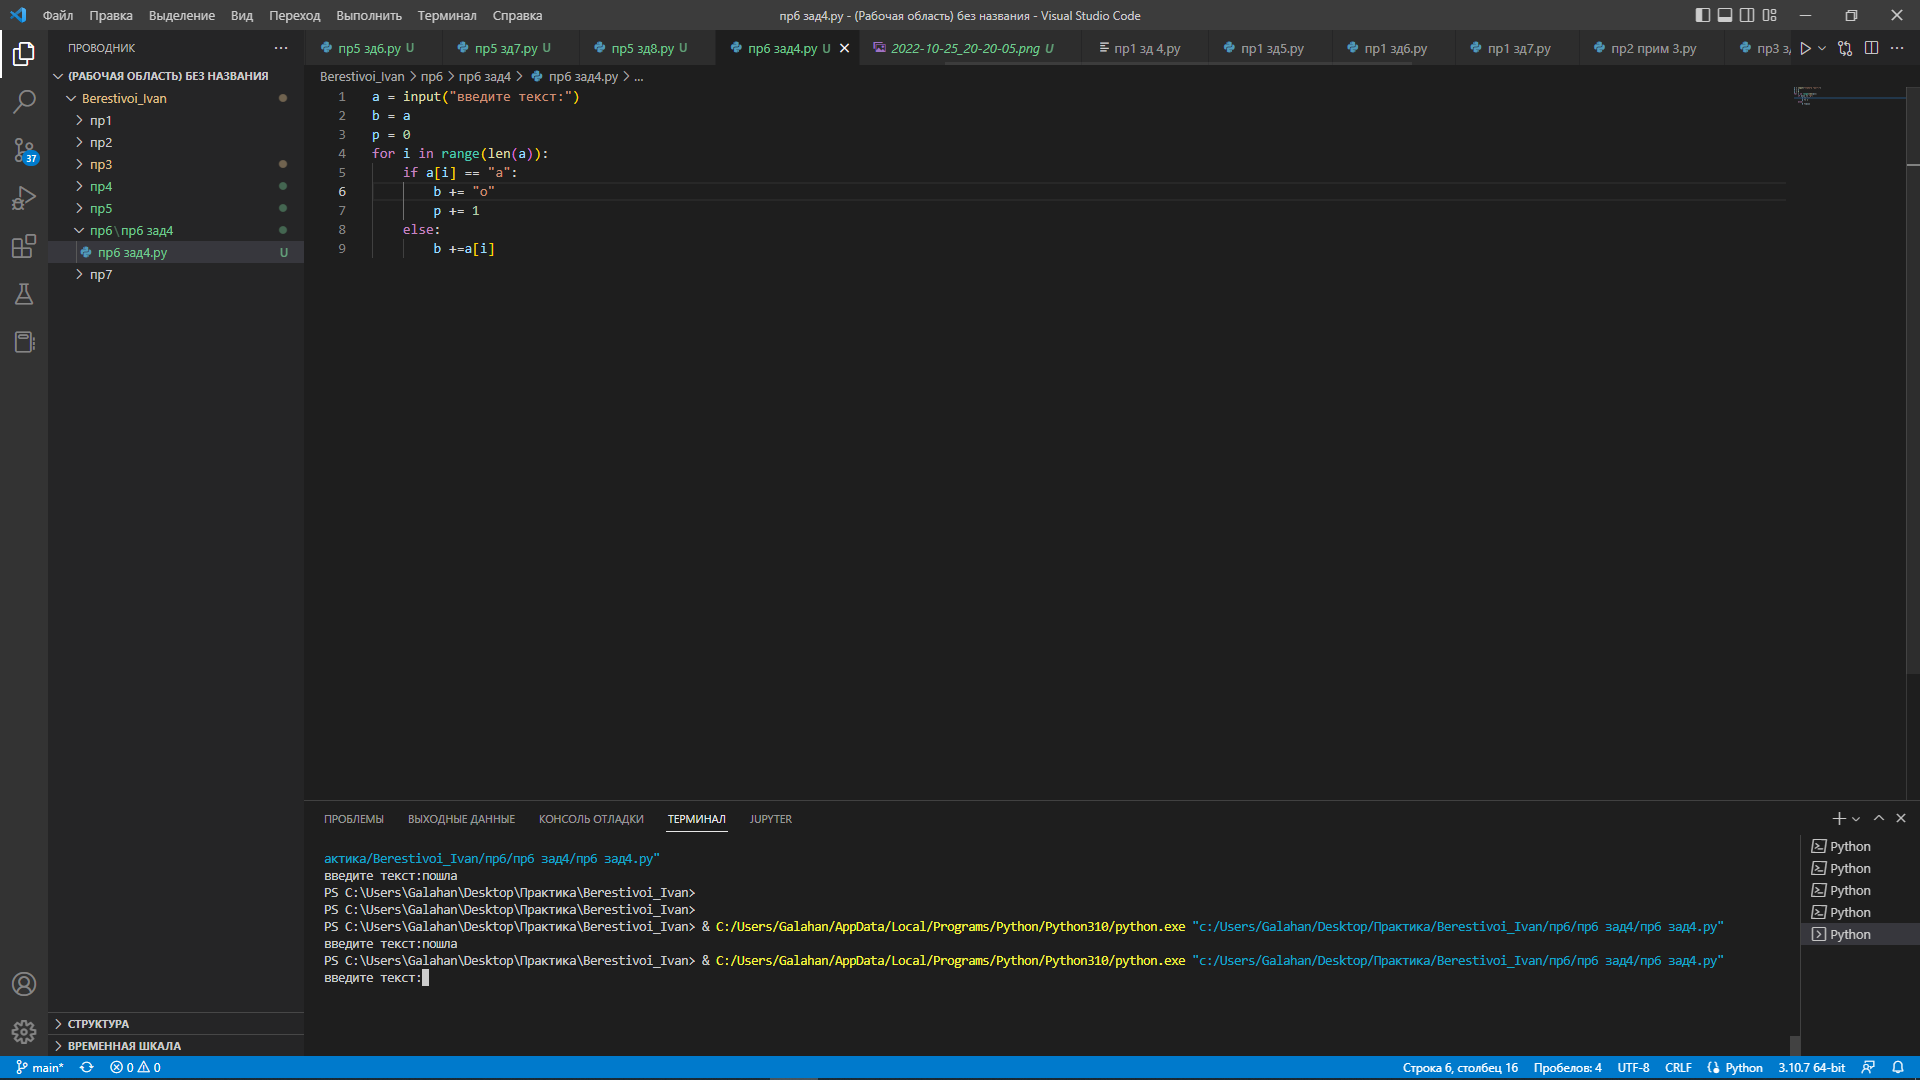 Файл Правка Выделение Вид Переход Выполнить Терминал Справка
пр6 зад4.py - (Рабочая область) без названия - Visual Studio Code
ПРОВОДНИК
пр5 зд6.py U
пр5 зд7.py U
пр5 зд8.py U
пр6 зад4.py U
2022-10-25_20-20-05.png U
пр1 зд 4,py
пр1 зд5.py
пр1 зд6.py
пр1 зд7.py
пр2 прим 3.py
пр3 з
(РАБОЧАЯ ОБЛАСТЬ) БЕЗ НАЗВАНИЯ
Berestivoi_Ivan
пр1
пр2
пр3
пр4
пр5
пр6\пр6 зад4
пр6 зад4.py U
пр7
СТРУКТУРА
ВРЕМЕННАЯ ШКАЛА
37
Berestivoi_Ivan > пр6 > пр6 зад4 > пр6 зад4.py > ...
1 a = input("введите текст:")
2 b = a
3 p = 0
4 for i in range(len(a)):
5 if a[i] == "a":
6 b += "o"
7 p += 1
8 else:
9 b +=a[i]
ПРОБЛЕМЫ ВЫХОДНЫЕ ДАННЫЕ КОНСОЛЬ ОТЛАДКИ ТЕРМИНАЛ JUPYTER
актика/Berestivoi_Ivan/пр6/пр6 зад4/пр6 зад4.py"
введите текст:пошла
PS C:\Users\Galahan\Desktop\Практика\Berestivoi_Ivan>
PS C:\Users\Galahan\Desktop\Практика\Berestivoi_Ivan>
PS C:\Users\Galahan\Desktop\Практика\Berestivoi_Ivan> & C:/Users/Galahan/AppData/Local/Programs/Python/Python310/python.exe "c:/Users/Galahan/Desktop/Практика/Berestivoi_Ivan/пр6/пр6 зад4/пр6 зад4.py"
введите текст:пошла
PS C:\Users\Galahan\Desktop\Практика\Berestivoi_Ivan> & C:/Users/Galahan/AppData/Local/Programs/Python/Python310/python.exe "c:/Users/Galahan/Desktop/Практика/Berestivoi_Ivan/пр6/пр6 зад4/пр6 зад4.py"
введите текст:
Python
Python
Python
Python
Python
main* 0 0
Строка 6, столбец 16 Пробелов: 4 UTF-8 CRLF Python 3.10.7 64-bit